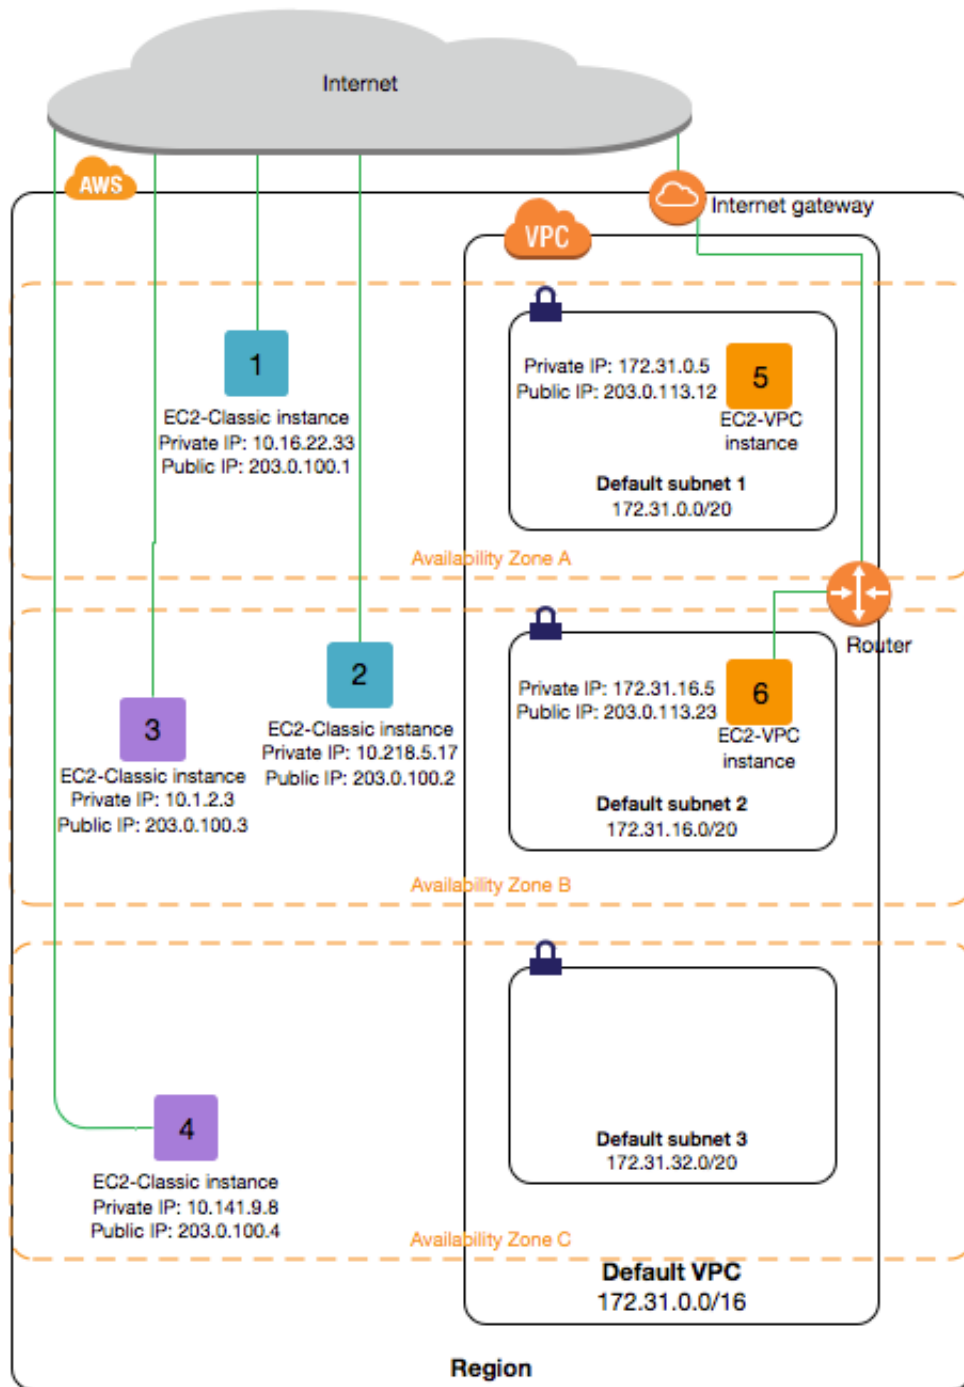 Internet
AWS
Internet gateway
VPC
1
EC2-Classic instance
Private IP: 10.16.22.33
Public IP: 203.0.100.1
Private IP: 172.31.0.5
Public IP: 203.0.113.12
5
EC2-VPC
instance
Default subnet 1
172.31.0.0/20
Availability Zone A
2
EC2-Classic instance
Private IP: 10.218.5.17
Public IP: 203.0.100.2
3
EC2-Classic instance
Private IP: 10.1.2.3
Public IP: 203.0.100.3
Router
Private IP: 172.31.16.5
Public IP: 203.0.113.23
6
EC2-VPC
instance
Default subnet 2
172.31.16.0/20
Availability Zone B
4
EC2-Classic instance
Private IP: 10.141.9.8
Public IP: 203.0.100.4
Default subnet 3
172.31.32.0/20
Availability Zone C
Default VPC
172.31.0.0/16
Region